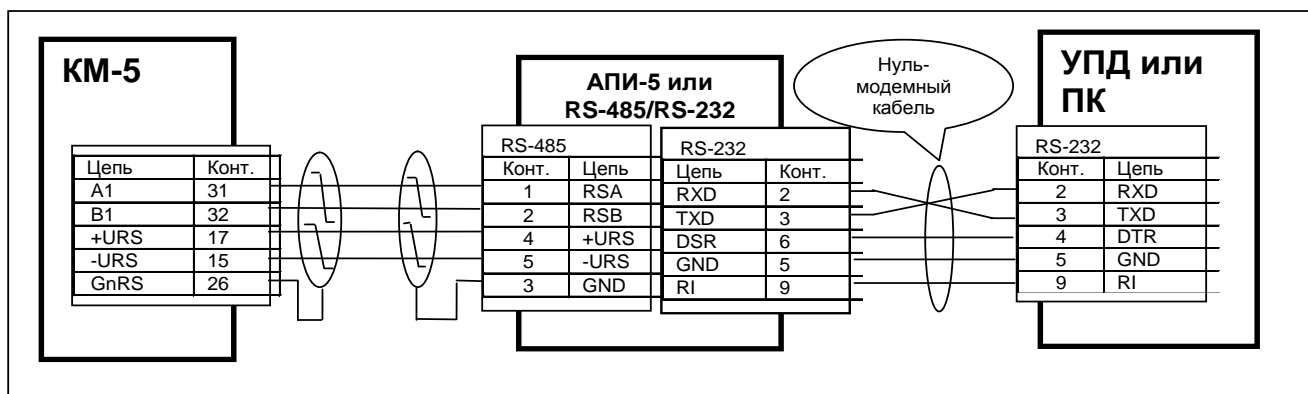 КМ-5
Цепь Конт.
A1 31
B1 32
+URS 17
-URS 15
GnRS 26
АПИ-5 или
RS-485/RS-232
RS-485
Конт. Цепь
1 RSA
2 RSB
4 +URS
5 -URS
3 GND
RS-232
Цепь Конт.
RXD 2
TXD 3
DSR 6
GND 5
RI 9
Нуль-
модемный
кабель
УПД или
ПК
RS-232
Конт. Цепь
2 RXD
3 TXD
4 DTR
5 GND
9 RI